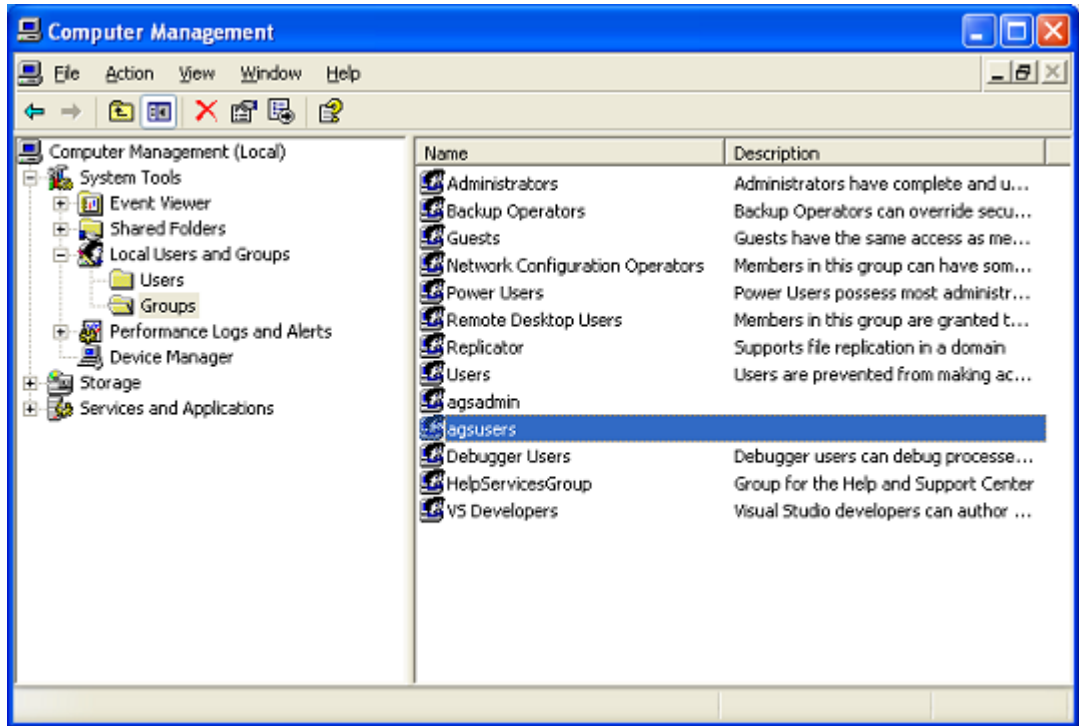 Computer Management
File Action View Window Help
Computer Management (Local)
System Tools
Event Viewer
Shared Folders
Local Users and Groups
Users
Groups
Performance Logs and Alerts
Device Manager
Storage
Services and Applications
Name Description
Administrators Administrators have complete and u...
Backup Operators Backup Operators can override secu...
Guests Guests have the same access as me...
Network Configuration Operators Members in this group can have som...
Power Users Power Users possess most administr...
Remote Desktop Users Members in this group are granted t...
Replicator Supports file replication in a domain
Users Users are prevented from making ac...
agsadmin
agsusers
Debugger Users Debugger users can debug processe...
HelpServicesGroup Group for the Help and Support Center
VS Developers Visual Studio developers can author ...